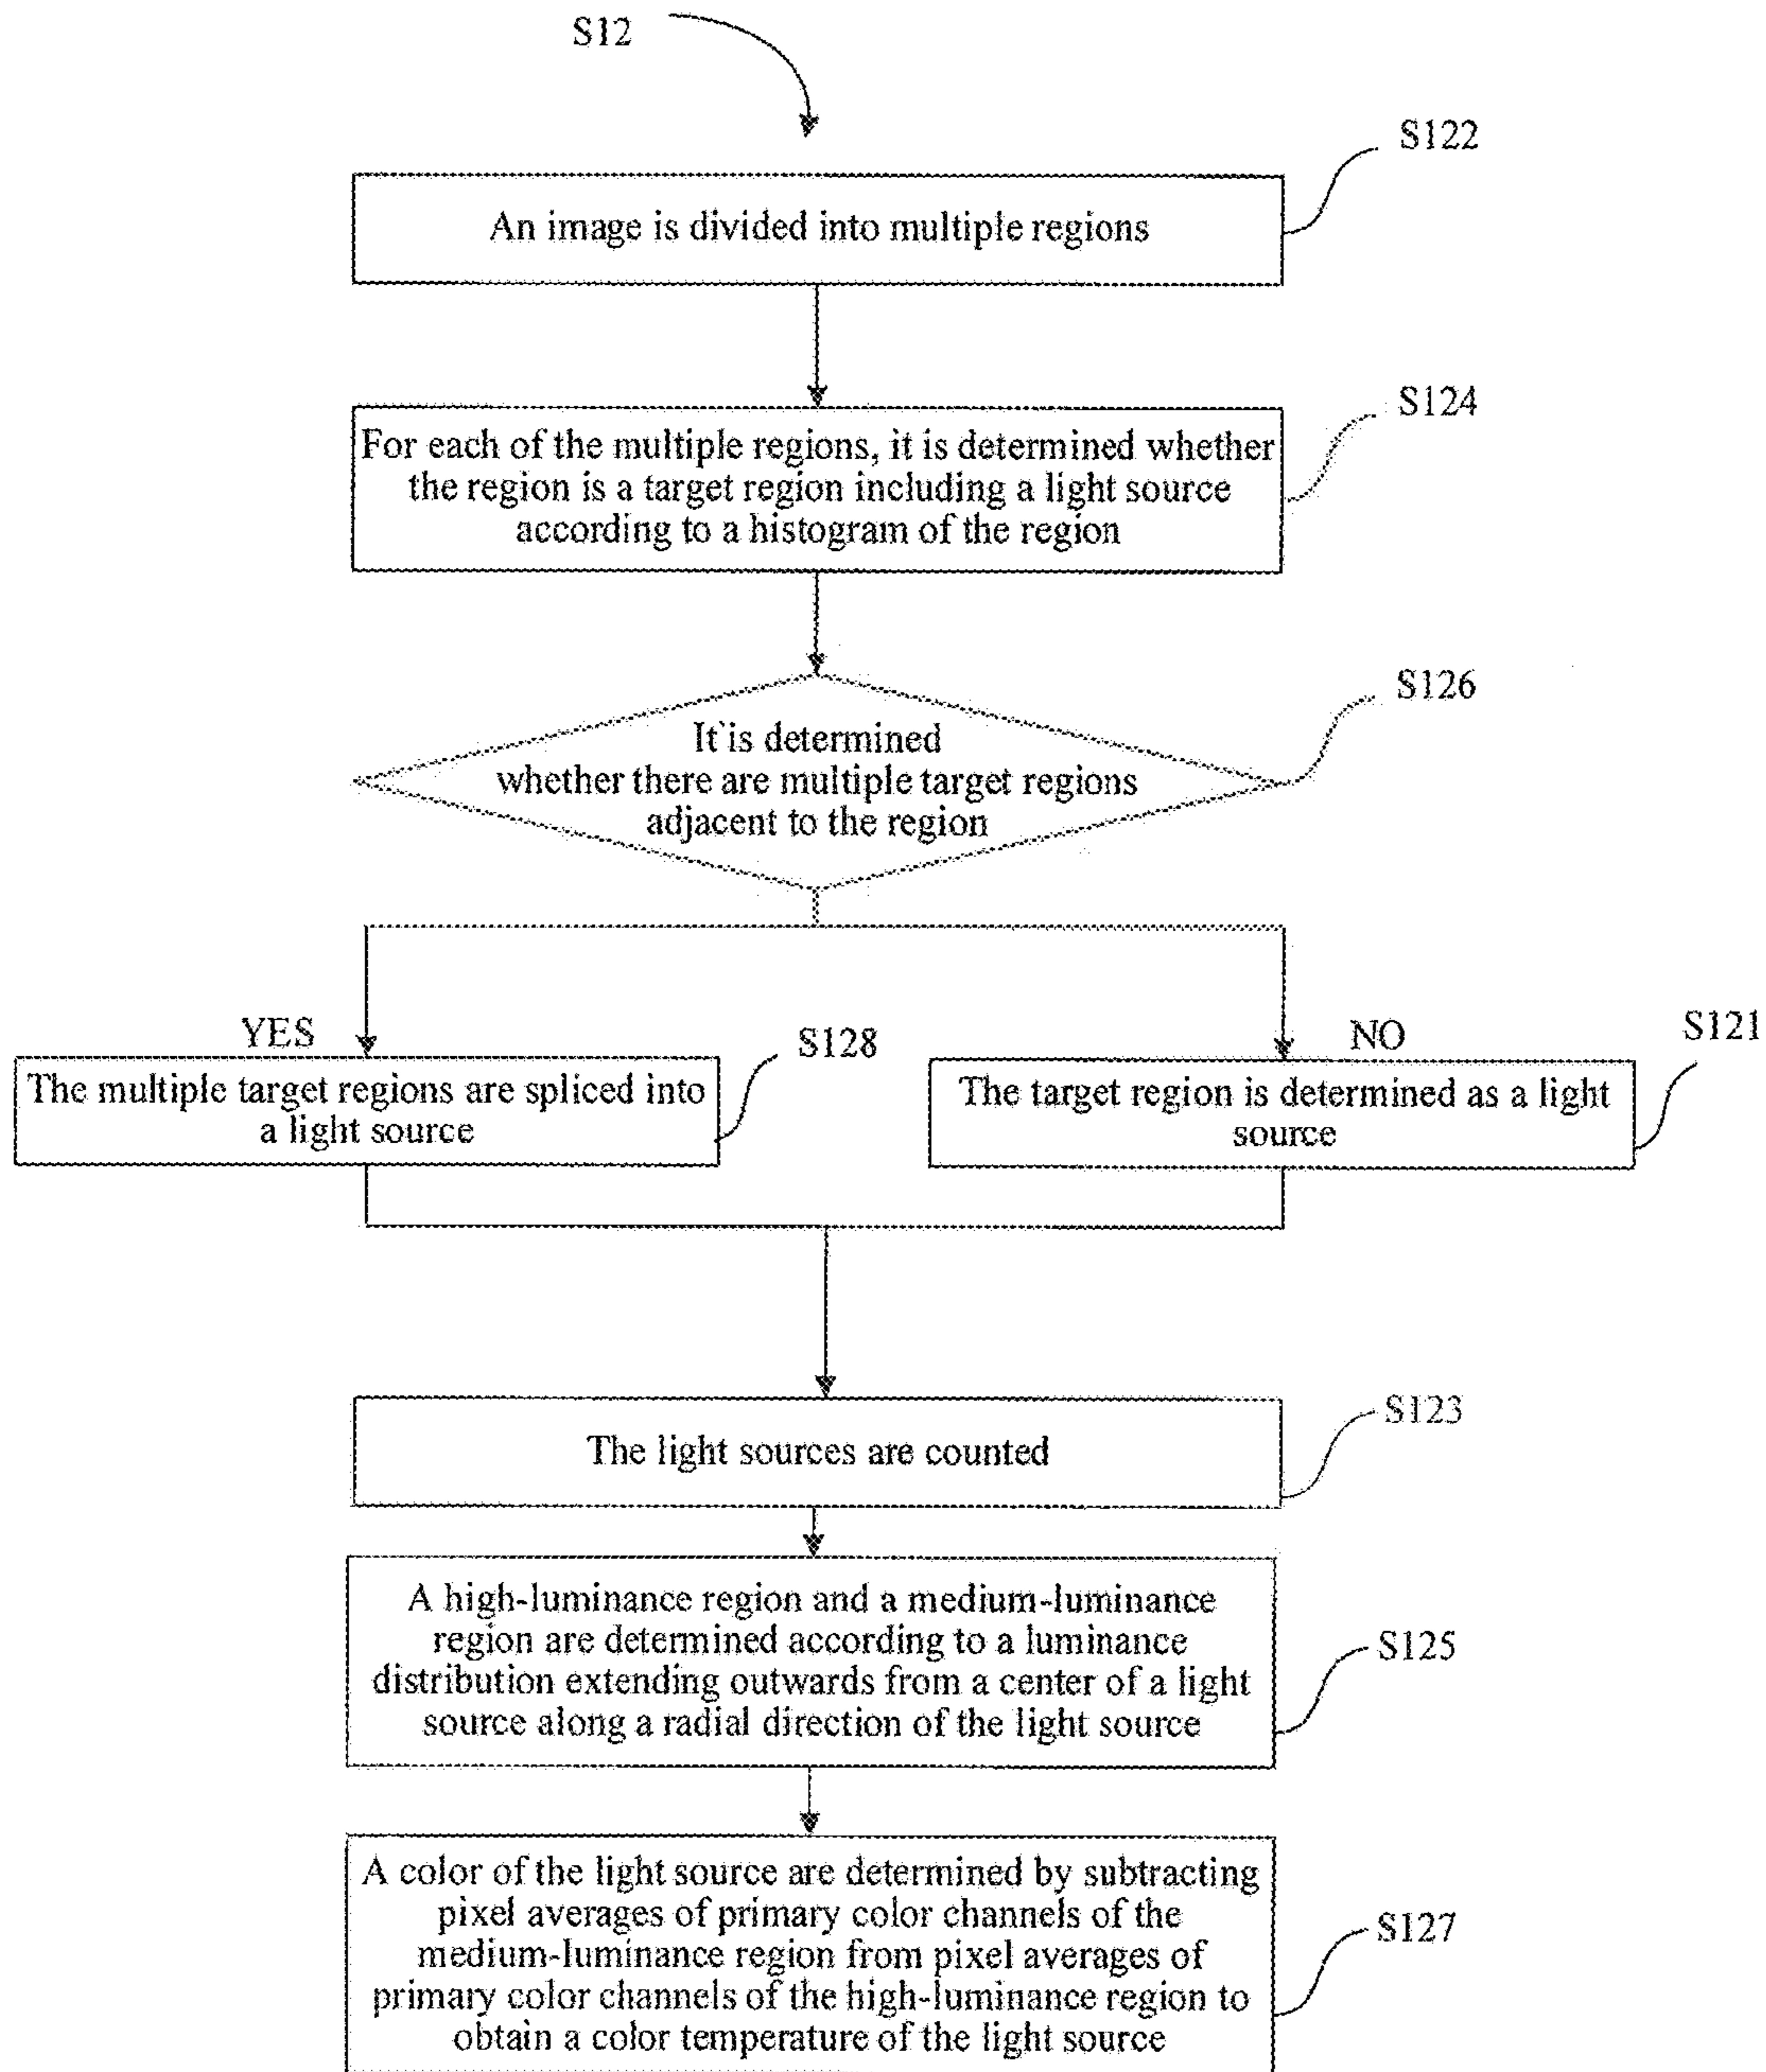 S12
S122
An image is divided into multiple regions
S124
For each of the multiple regions, it is determined whether
the region is a target region including a light source
according to a histogram of the region
S126
It is determined
whether there are multiple target regions
adjacent to the region
YES
S128
NO
S121
The multiple target regions are spliced into
a light source
The target region is determined as a light
source
S123
The light sources are counted
A high-luminance region and a medium-luminance
region are determined according to a luminance
distribution extending outwards from a center of a light
source along a radial direction of the light source
S125
A color of the light source are determined by subtracting
pixel averages of primary color channels of the
medium-luminance region from pixel averages of
primary color channels of the high-luminance region to
obtain a color temperature of the light source
S127